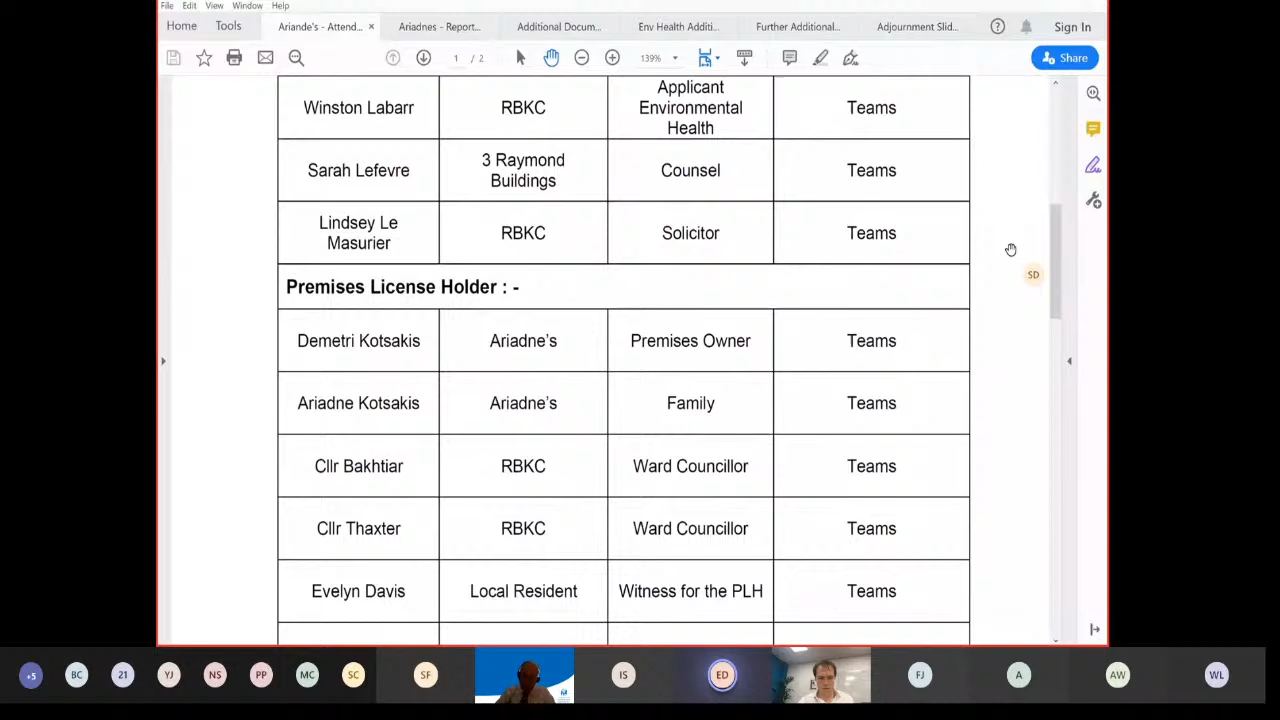 File Edit View Window Help
Home Tools Ariande's - Attend... × Ariadnes - Report... Additional Docum... Env Health Additi... Further Additional... Adjournment Slid... Sign In
1 / 2 139% Share
Winston Labarr
RBKC
Applicant
Environmental
Health
Teams
Sarah Lefevre
3 Raymond
Buildings
Counsel
Teams
Lindsey Le
Masurier
RBKC
Solicitor
Teams
SD
Premises License Holder : -
Demetri Kotsakis
Ariadne’s
Premises Owner
Teams
Ariadne Kotsakis
Ariadne’s
Family
Teams
Cllr Bakhtiar
RBKC
Ward Councillor
Teams
Cllr Thaxter
RBKC
Ward Councillor
Teams
Evelyn Davis
Local Resident
Witness for the PLH
Teams
+5 BC 21 YJ NS PP MC SC SF IS ED FJ A AW WL